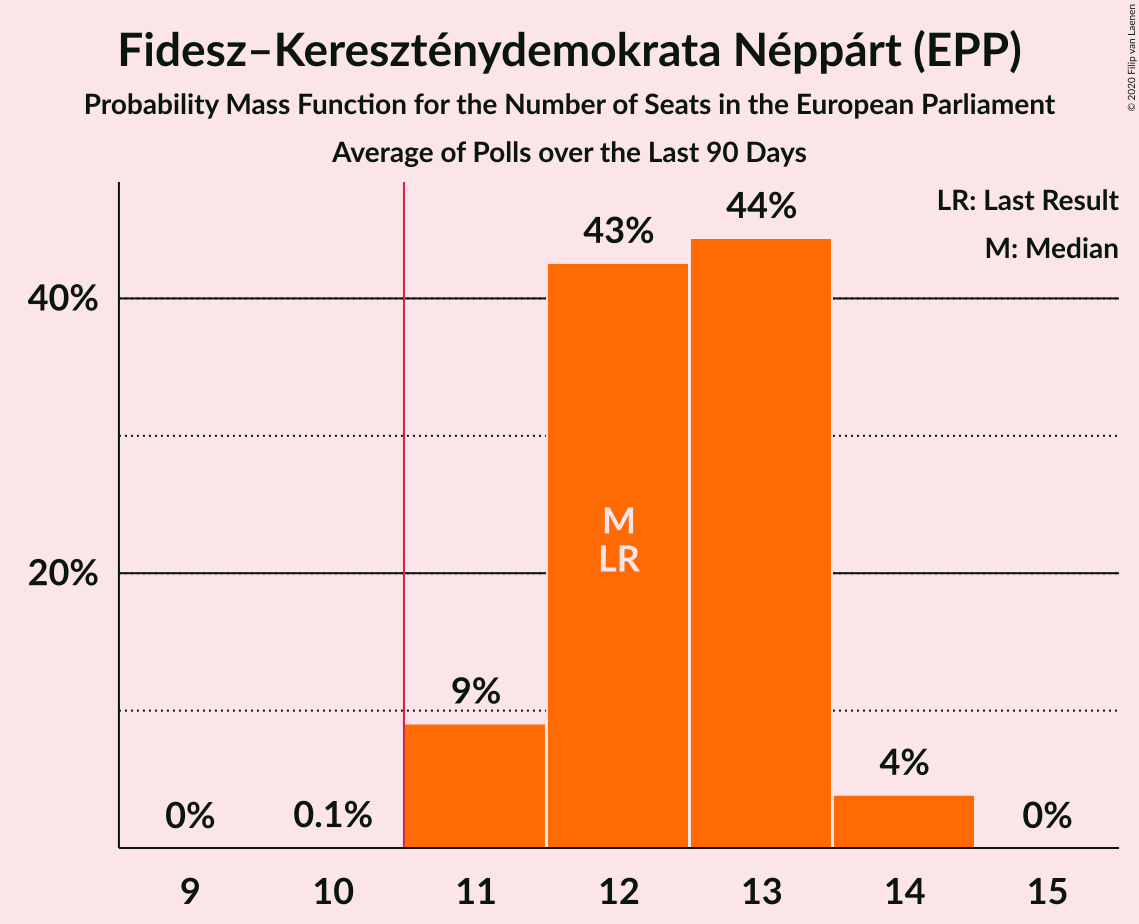 Fidesz–Kereszténydemokrata Néppárt (EPP)
Probability Mass Function for the Number of Seats in the European Parliament
Average of Polls over the Last 90 Days
© 2020 Filip van Laenen
LR: Last Result
M: Median
40%
20%
0%
0.1%
9%
43%
44%
4%
0%
M
LR
9
10
11
12
13
14
15